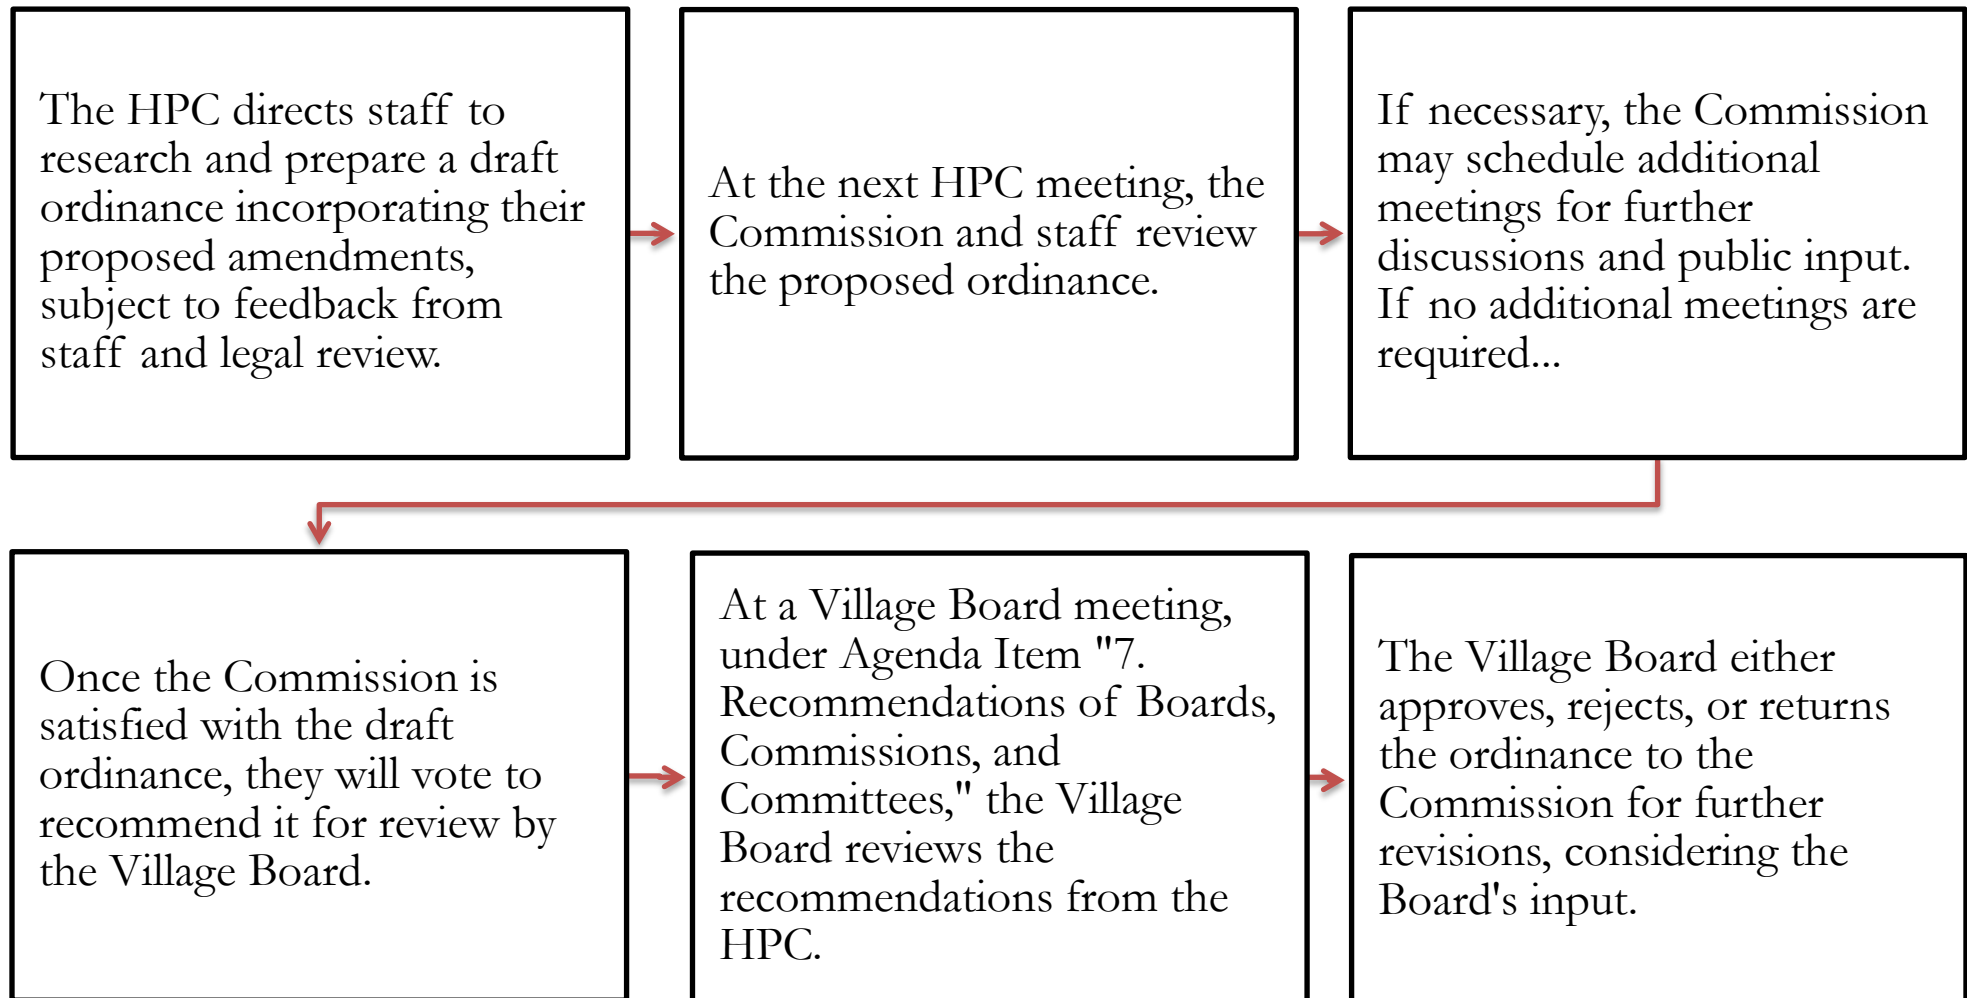 The HPC directs staff to
research and prepare a draft
ordinance incorporating their
proposed amendments,
subject to feedback from
staff and legal review.
At the next HPC meeting, the
Commission and staff review
the proposed ordinance.
If necessary, the Commission
may schedule additional
meetings for further
discussions and public input.
If no additional meetings are
required...
Once the Commission is
satisfied with the draft
ordinance, they will vote to
recommend it for review by
the Village Board.
At a Village Board meeting,
under Agenda Item "7.
Recommendations of Boards,
Commissions, and
Committees," the Village
Board reviews the
recommendations from the
HPC.
The Village Board either
approves, rejects, or returns
the ordinance to the
Commission for further
revisions, considering the
Board's input.